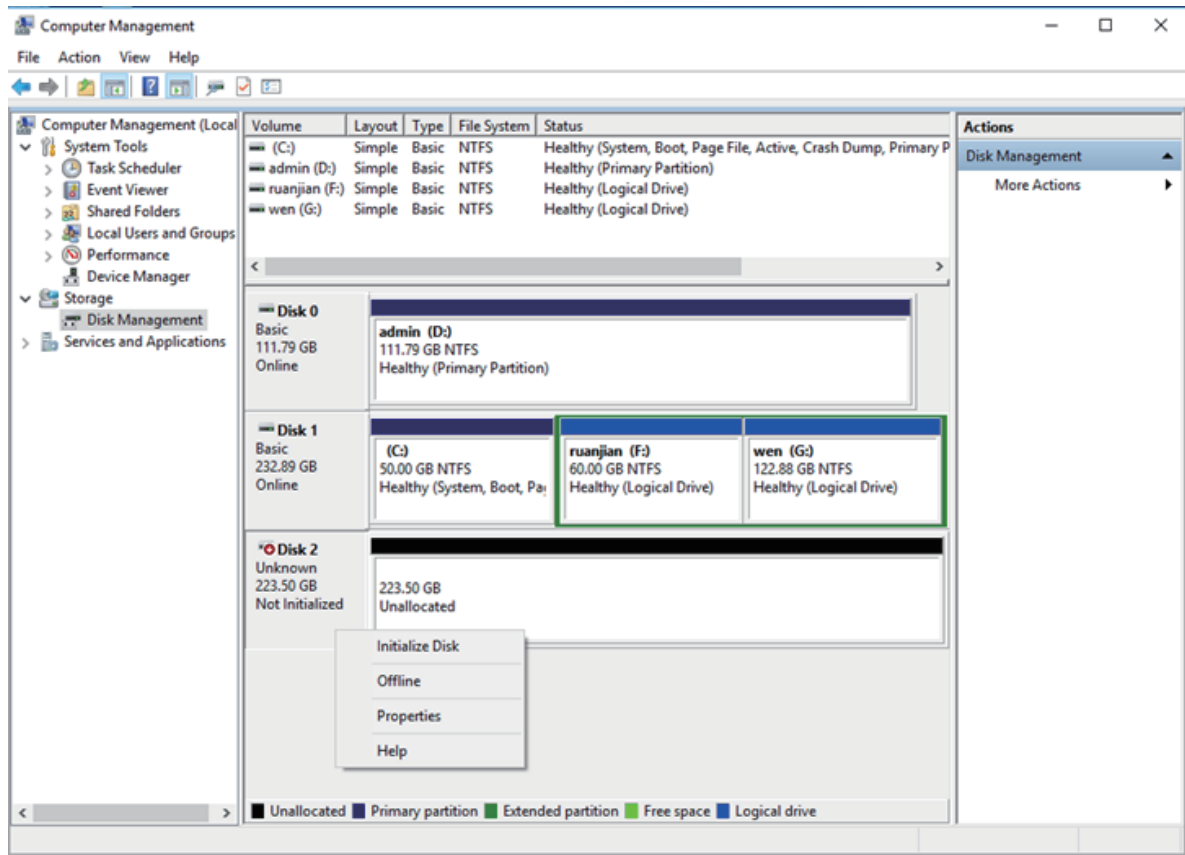 Computer Management
File Action View Help
Computer Management (Local
System Tools
Task Scheduler
Event Viewer
Shared Folders
Local Users and Groups
Performance
Device Manager
Storage
Disk Management
Services and Applications
Volume Layout Type File System Status
(C:) Simple Basic NTFS Healthy (System, Boot, Page File, Active, Crash Dump, Primary P
admin (D:) Simple Basic NTFS Healthy (Primary Partition)
ruanjian (F:) Simple Basic NTFS Healthy (Logical Drive)
wen (G:) Simple Basic NTFS Healthy (Logical Drive)
Disk 0
Basic
111.79 GB
Online
admin (D:)
111.79 GB NTFS
Healthy (Primary Partition)
Disk 1
Basic
232.89 GB
Online
(C:)
50.00 GB NTFS
Healthy (System, Boot, Pa
ruanjian (F:)
60.00 GB NTFS
Healthy (Logical Drive)
wen (G:)
122.88 GB NTFS
Healthy (Logical Drive)
Disk 2
Unknown
223.50 GB
Not Initialized
223.50 GB
Unallocated
Initialize Disk
Offline
Properties
Help
Unallocated Primary partition Extended partition Free space Logical drive
Actions
Disk Management
More Actions